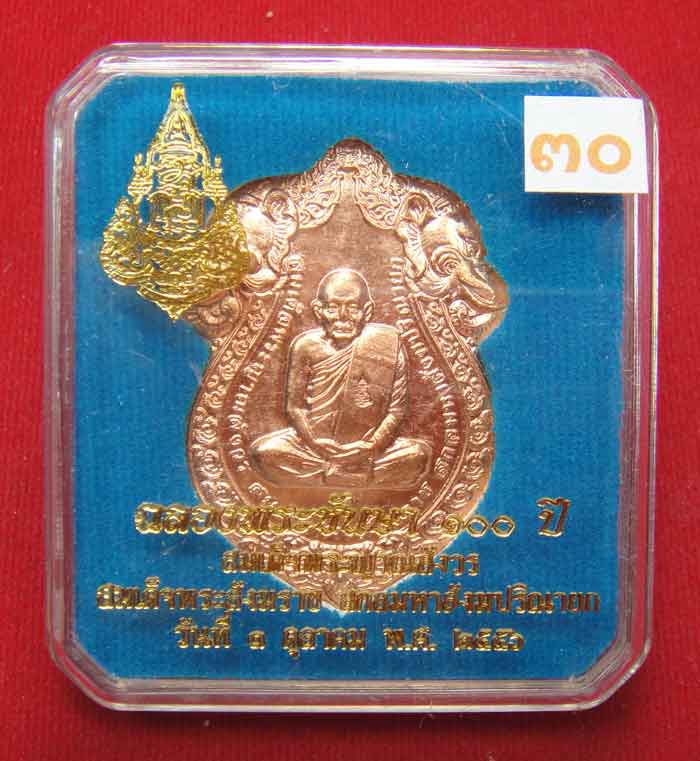 ๓๐
ฉลองพระชันษา ๑๐๐ ปี
สมเด็จพระญาณสังวร
สมเด็จพระสังฆราช สกลมหาสังฆปริณายก
วันที่ ๓ ตุลาคม พ.ศ. ๒๕๕๖